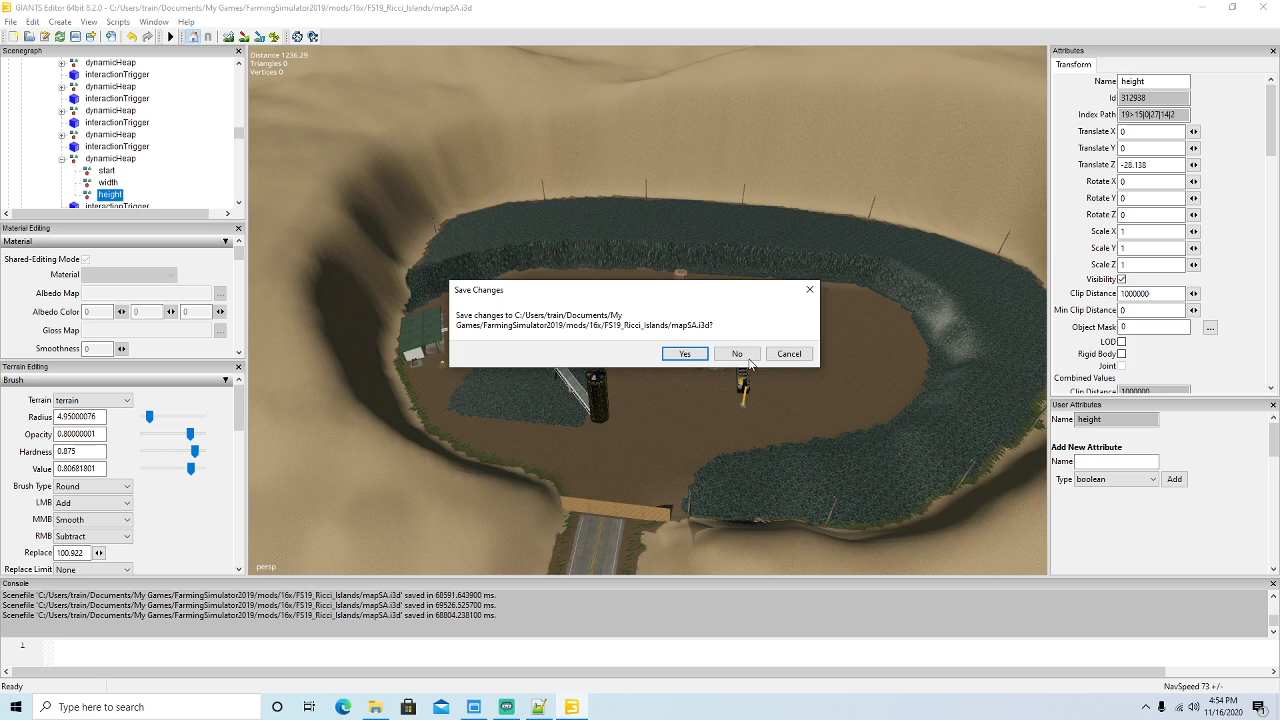 GIANTS Editor 64bit 8.2.0 - C:/Users/train/Documents/My Games/FarmingSimulator2019/mods/16x/FS19_Ricci_Islands/mapSA.i3d
File Edit Create View Scripts Window Help
Scenegraph
dynamicHeap
interactionTrigger
dynamicHeap
interactionTrigger
dynamicHeap
interactionTrigger
dynamicHeap
interactionTrigger
dynamicHeap
start
width
height
interactionTrigger
Material Editing
Material
Shared-Editing Mode
Material
Albedo Map
Albedo Color 0 0 0
Gloss Map
Smoothness 0
Terrain Editing
Brush
Terrain terrain
Radius 4.95000076
Opacity 0.80000001
Hardness 0.875
Value 0.80681801
Brush Type Round
LMB Add
MMB Smooth
RMB Subtract
Replace 100.922
Replace Limit None
Distance 1236.29
Triangles 0
Vertices 0
persp
Save Changes
Save changes to C:/Users/train/Documents/My
Games/FarmingSimulator2019/mods/16x/FS19_Ricci_Islands/mapSA.i3d?
Yes No Cancel
Attributes
Transform
Name height
Id 312938
Index Path 19>15|0|27|14|2
Translate X 0
Translate Y 0
Translate Z -28.138
Rotate X 0
Rotate Y 0
Rotate Z 0
Scale X 1
Scale Y 1
Scale Z 1
Visibility
Clip Distance 1000000
Min Clip Distance 0
Object Mask 0 ...
LOD
Rigid Body
Joint
Combined Values
Clip Distance 1000000
User Attributes
Name height
Add New Attribute
Name
Type boolean Add
Console
Scenefile 'C:/Users/train/Documents/My Games/FarmingSimulator2019/mods/16x/FS19_Ricci_Islands/mapSA.i3d' saved in 68591.643900 ms.
Scenefile 'C:/Users/train/Documents/My Games/FarmingSimulator2019/mods/16x/FS19_Ricci_Islands/mapSA.i3d' saved in 69526.525700 ms.
Scenefile 'C:/Users/train/Documents/My Games/FarmingSimulator2019/mods/16x/FS19_Ricci_Islands/mapSA.i3d' saved in 68804.238100 ms.
1
Ready
NavSpeed 73 +/-
Type here to search
4:54 PM
11/16/2020